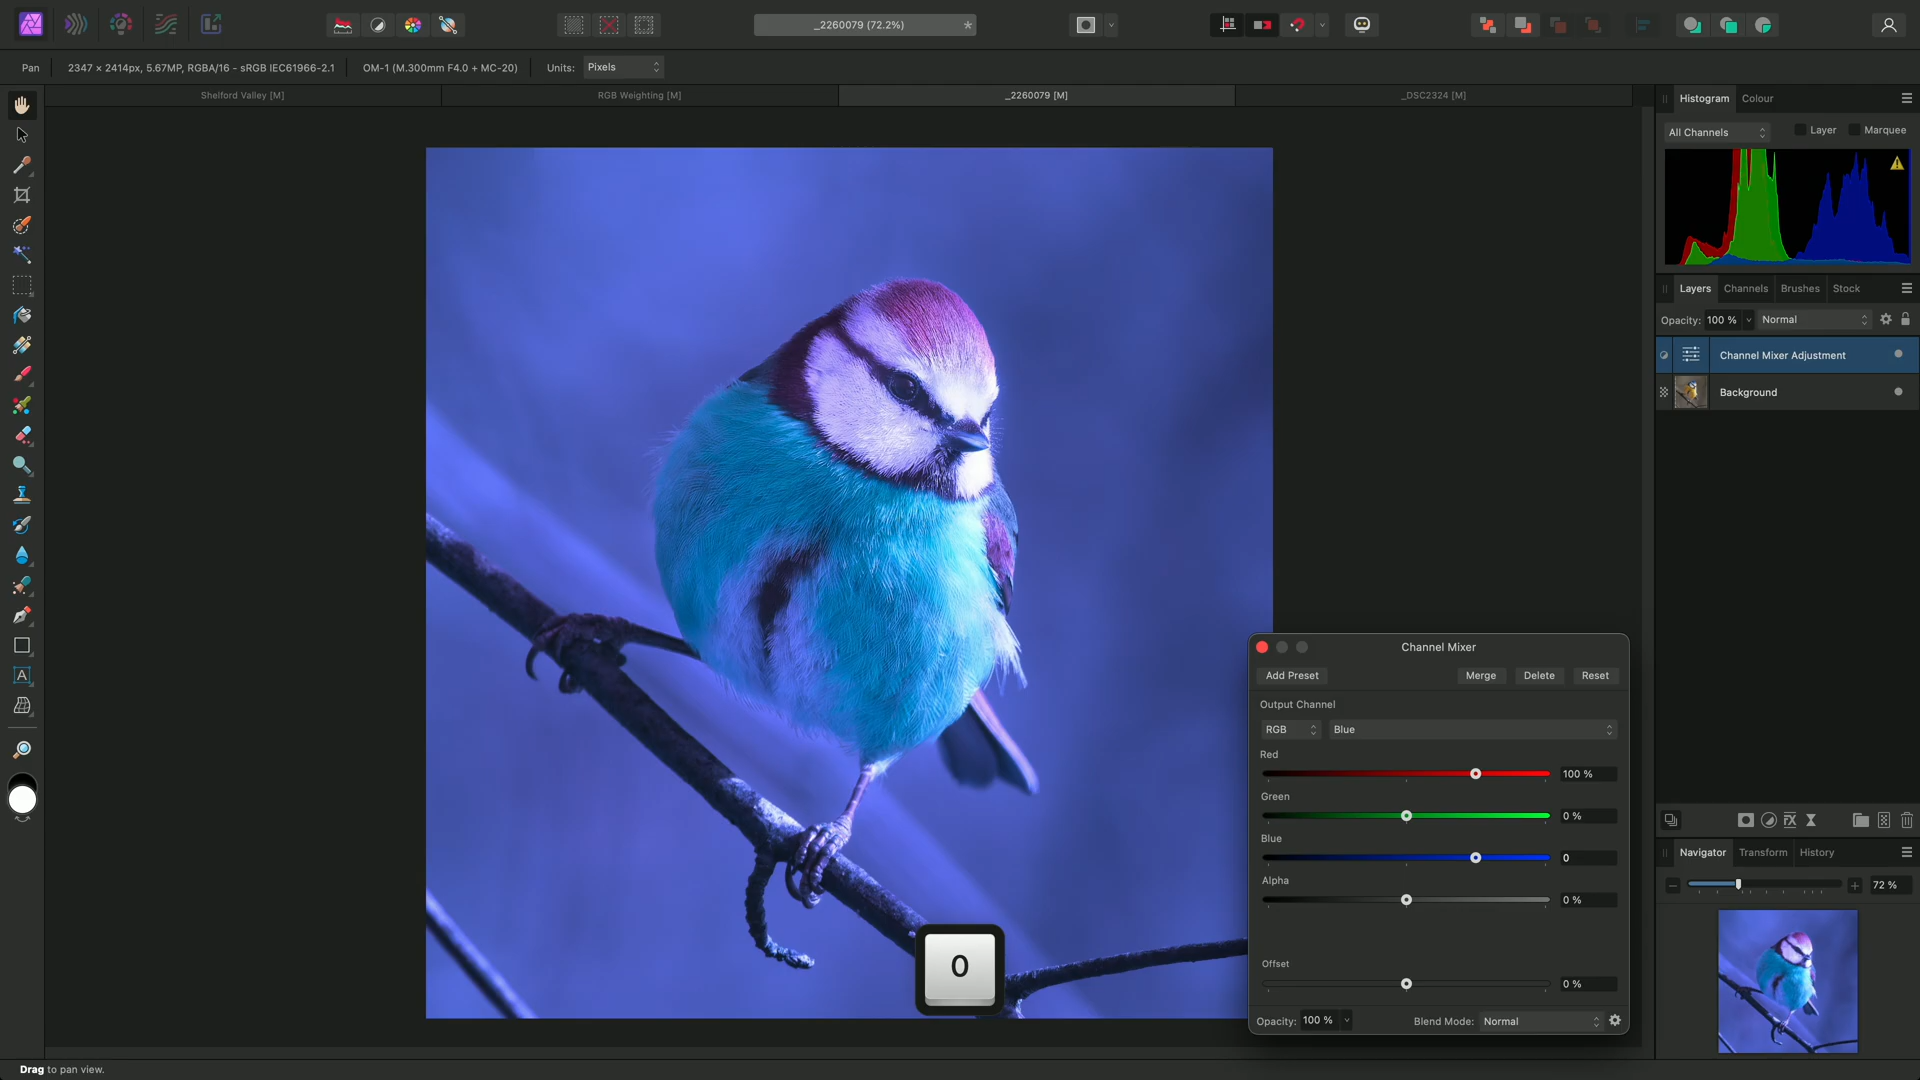 _2260079 (72.2%)
*
Pan
2347 × 2414px, 5.67MP, RGBA/16 - sRGB IEC61966-2.1
OM-1 (M.300mm F4.0 + MC-20)
Units:
Pixels
Shelford Valley [M]
RGB Weighting [M]
_2260079 [M]
_DSC2324 [M]
Histogram
Colour
All Channels
Layer
Marquee
Layers
Channels
Brushes
Stock
Opacity:
100 %
Normal
Channel Mixer Adjustment
Background
Channel Mixer
Add Preset
Merge
Delete
Reset
Output Channel
RGB
Blue
Red
100 %
Green
0 %
Blue
0
Alpha
0 %
Offset
0 %
Opacity:
100 %
Blend Mode:
Normal
FX
A
Navigator
Transform
History
72 %
0
Drag to pan view.